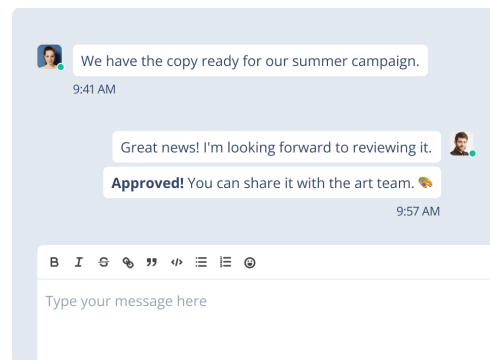 We have the copy ready for our summer campaign.
9:41 AM
Great news! I'm looking forward to reviewing it.
Approved! You can share it with the art team. 🎨
9:57 AM
B I S </>
Type your message here